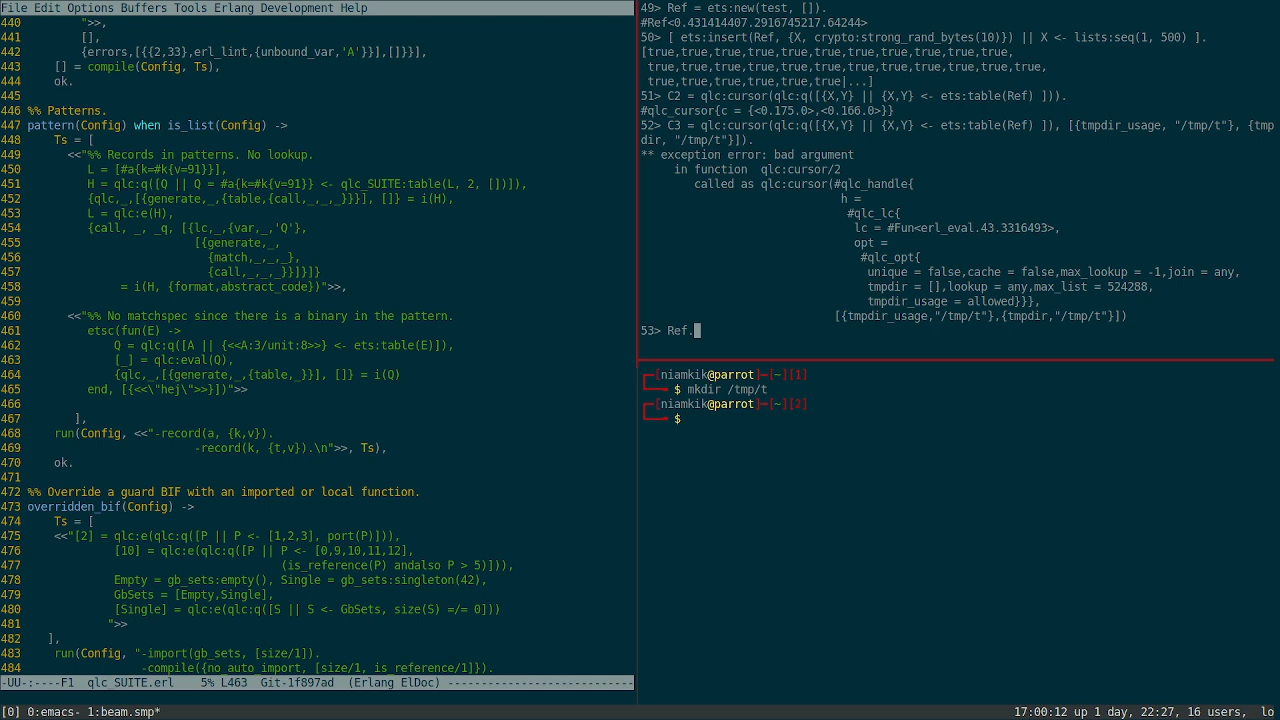 File Edit Options Buffers Tools Erlang Development Help
440         ">>,
441         [],
442         {errors,[{{2,33},erl_lint,{unbound_var,'A'}}],[]}}],
443     [] = compile(Config, Ts),
444     ok.
445
446 %% Patterns.
447 pattern(Config) when is_list(Config) ->
448     Ts = [
449       <<"%% Records in patterns. No lookup.
450          L = [#a{k=#k{v=91}}],
451          H = qlc:q([Q || Q = #a{k=#k{v=91}} <- qlc_SUITE:table(L, 2, [])]),
452          {qlc,_,[{generate,_,{table,{call,_,_,_}}}], []} = i(H),
453          L = qlc:e(H),
454          {call, _, _q, [{lc,_,{var,_,'Q'},
455                          [{generate,_,
456                            {match,_,_,_},
457                            {call,_,_,_}}]}]}
458               = i(H, {format,abstract_code})">>,
459
460       <<"%% No matchspec since there is a binary in the pattern.
461          etsc(fun(E) ->
462              Q = qlc:q([A || {<<A:3/unit:8>>} <- ets:table(E)]),
463              [_] = qlc:eval(Q),
464              {qlc,_,[{generate,_,{table,_}}], []} = i(Q)
465          end, [{<<\"hej\">>}])">>
466
467        ],
468     run(Config, <<"-record(a, {k,v}).
469                          -record(k, {t,v}).\n">>, Ts),
470     ok.
471
472 %% Override a guard BIF with an imported or local function.
473 overridden_bif(Config) ->
474     Ts = [
475     <<"[2] = qlc:e(qlc:q([P || P <- [1,2,3], port(P)])),
476              [10] = qlc:e(qlc:q([P || P <- [0,9,10,11,12],
477                                       (is_reference(P) andalso P > 5)])),
478              Empty = gb_sets:empty(), Single = gb_sets:singleton(42),
479              GbSets = [Empty,Single],
480              [Single] = qlc:e(qlc:q([S || S <- GbSets, size(S) =/= 0]))
481             ">>
482    ],
483     run(Config, "-import(gb_sets, [size/1]).
484                  -compile({no_auto_import, [size/1, is_reference/1]}).
-UU-:----F1  qlc_SUITE.erl    5% L463  Git-1f897ad  (Erlang ElDoc) ----------------------------
49> Ref = ets:new(test, []).
#Ref<0.431414407.2916745217.64244>
50> [ ets:insert(Ref, {X, crypto:strong_rand_bytes(10)}) || X <- lists:seq(1, 500) ].
[true,true,true,true,true,true,true,true,true,true,true,
 true,true,true,true,true,true,true,true,true,true,true,true,
 true,true,true,true,true,true|...]
51> C2 = qlc:cursor(qlc:q([{X,Y} || {X,Y} <- ets:table(Ref) ])).
#qlc_cursor{c = {<0.175.0>,<0.166.0>}}
52> C3 = qlc:cursor(qlc:q([{X,Y} || {X,Y} <- ets:table(Ref) ]), [{tmpdir_usage, "/tmp/t"}, {tmp
dir, "/tmp/t"}]).
** exception error: bad argument
     in function  qlc:cursor/2
        called as qlc:cursor(#qlc_handle{
                              h =
                               #qlc_lc{
                                lc = #Fun<erl_eval.43.3316493>,
                                opt =
                                 #qlc_opt{
                                  unique = false,cache = false,max_lookup = -1,join = any,
                                  tmpdir = [],lookup = any,max_list = 524288,
                                  tmpdir_usage = allowed}}},
                             [{tmpdir_usage,"/tmp/t"},{tmpdir,"/tmp/t"}])
53> Ref.
┌─[niamkik@parrot]─[~][1]
└──╼ $ mkdir /tmp/t
┌─[niamkik@parrot]─[~][2]
└──╼ $
[0] 0:emacs- 1:beam.smp* 17:00:12 up 1 day, 22:27, 16 users,  lo